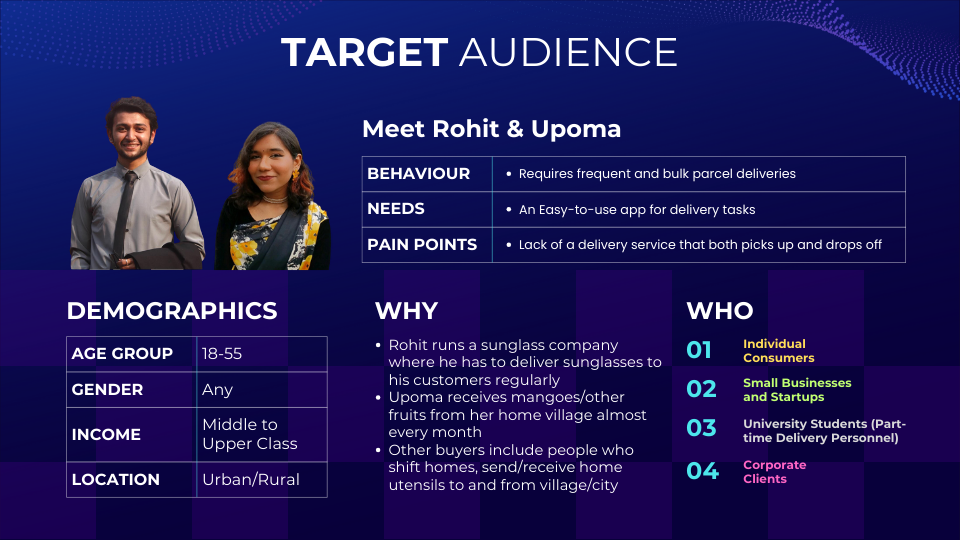 TARGET AUDIENCE
Meet Rohit & Upoma
BEHAVIOUR • Requires frequent and bulk parcel deliveries
NEEDS • An Easy-to-use app for delivery tasks
PAIN POINTS • Lack of a delivery service that both picks up and drops off
DEMOGRAPHICS
AGE GROUP 18-55
GENDER Any
INCOME Middle to
Upper Class
LOCATION Urban/Rural
WHY
• Rohit runs a sunglass company
where he has to deliver sunglasses to
his customers regularly
• Upoma receives mangoes/other
fruits from her home village almost
every month
• Other buyers include people who
shift homes, send/receive home
utensils to and from village/city
WHO
01 Individual
Consumers
02 Small Businesses
and Startups
03 University Students (Part-
time Delivery Personnel)
04 Corporate
Clients